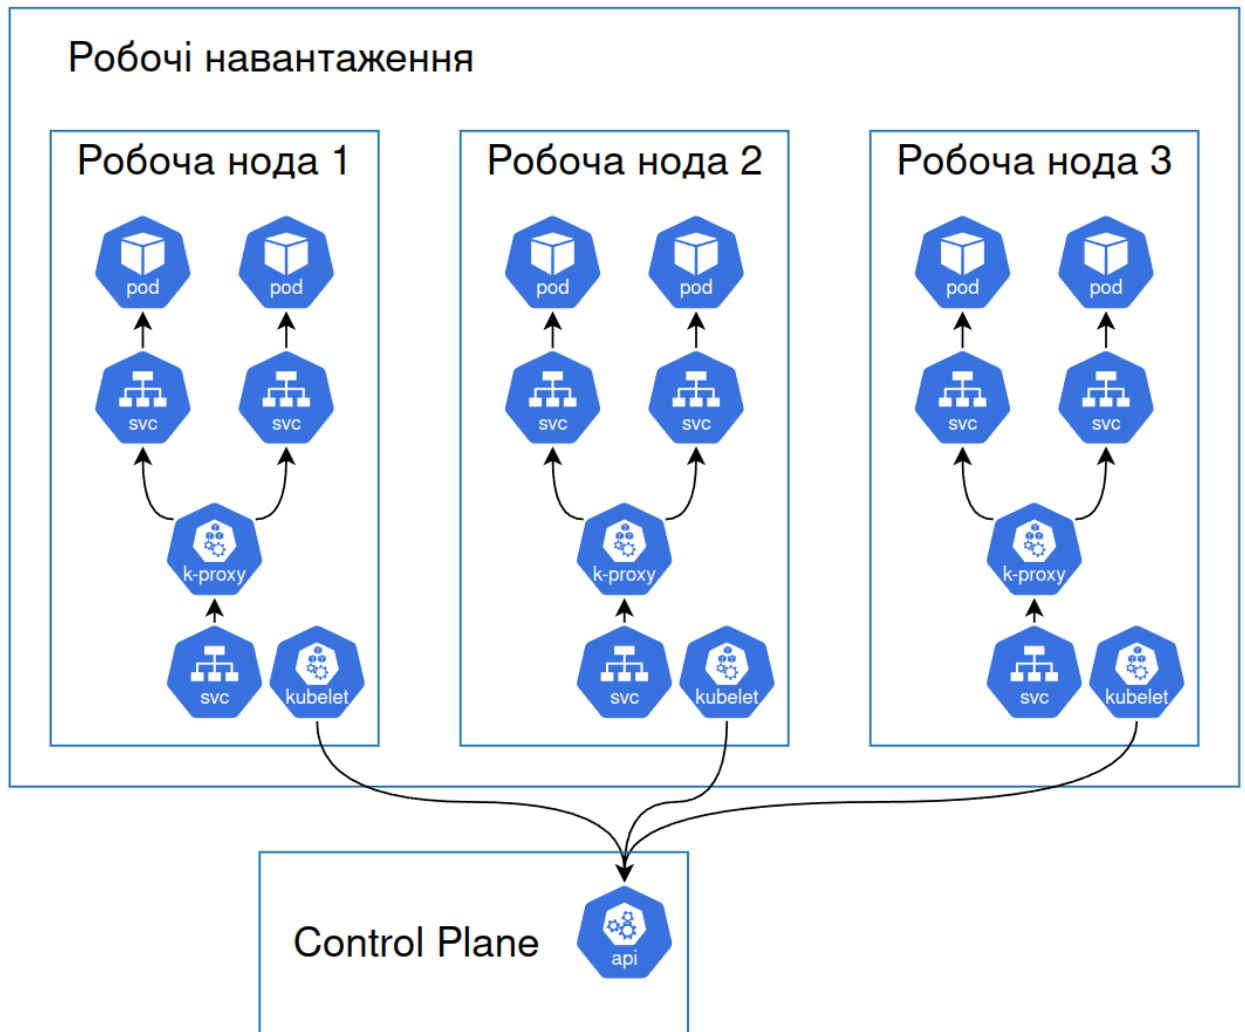 Робочі навантаження
Робоча нода 1
Робоча нода 2
Робоча нода 3
pod pod pod pod pod pod
svc svc svc svc svc svc
k-proxy k-proxy k-proxy
svc kubelet svc kubelet svc kubelet
Control Plane
api